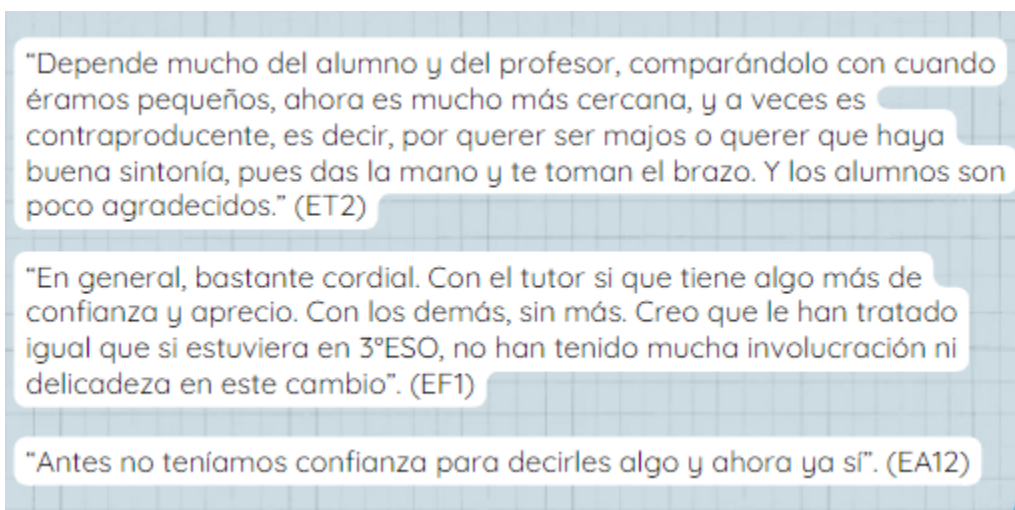 “Depende mucho del alumno y del profesor, comparándolo con cuando
éramos pequeños, ahora es mucho más cercana, y a veces es
contraproducente, es decir, por querer ser majos o querer que haya
buena sintonía, pues das la mano y te toman el brazo. Y los alumnos son
poco agradecidos.” (ET2)
“En general, bastante cordial. Con el tutor si que tiene algo más de
confianza y aprecio. Con los demás, sin más. Creo que le han tratado
igual que si estuviera en 3ºESO, no han tenido mucha involucración ni
delicadeza en este cambio”. (EF1)
“Antes no teníamos confianza para decirles algo y ahora ya sí”. (EA12)